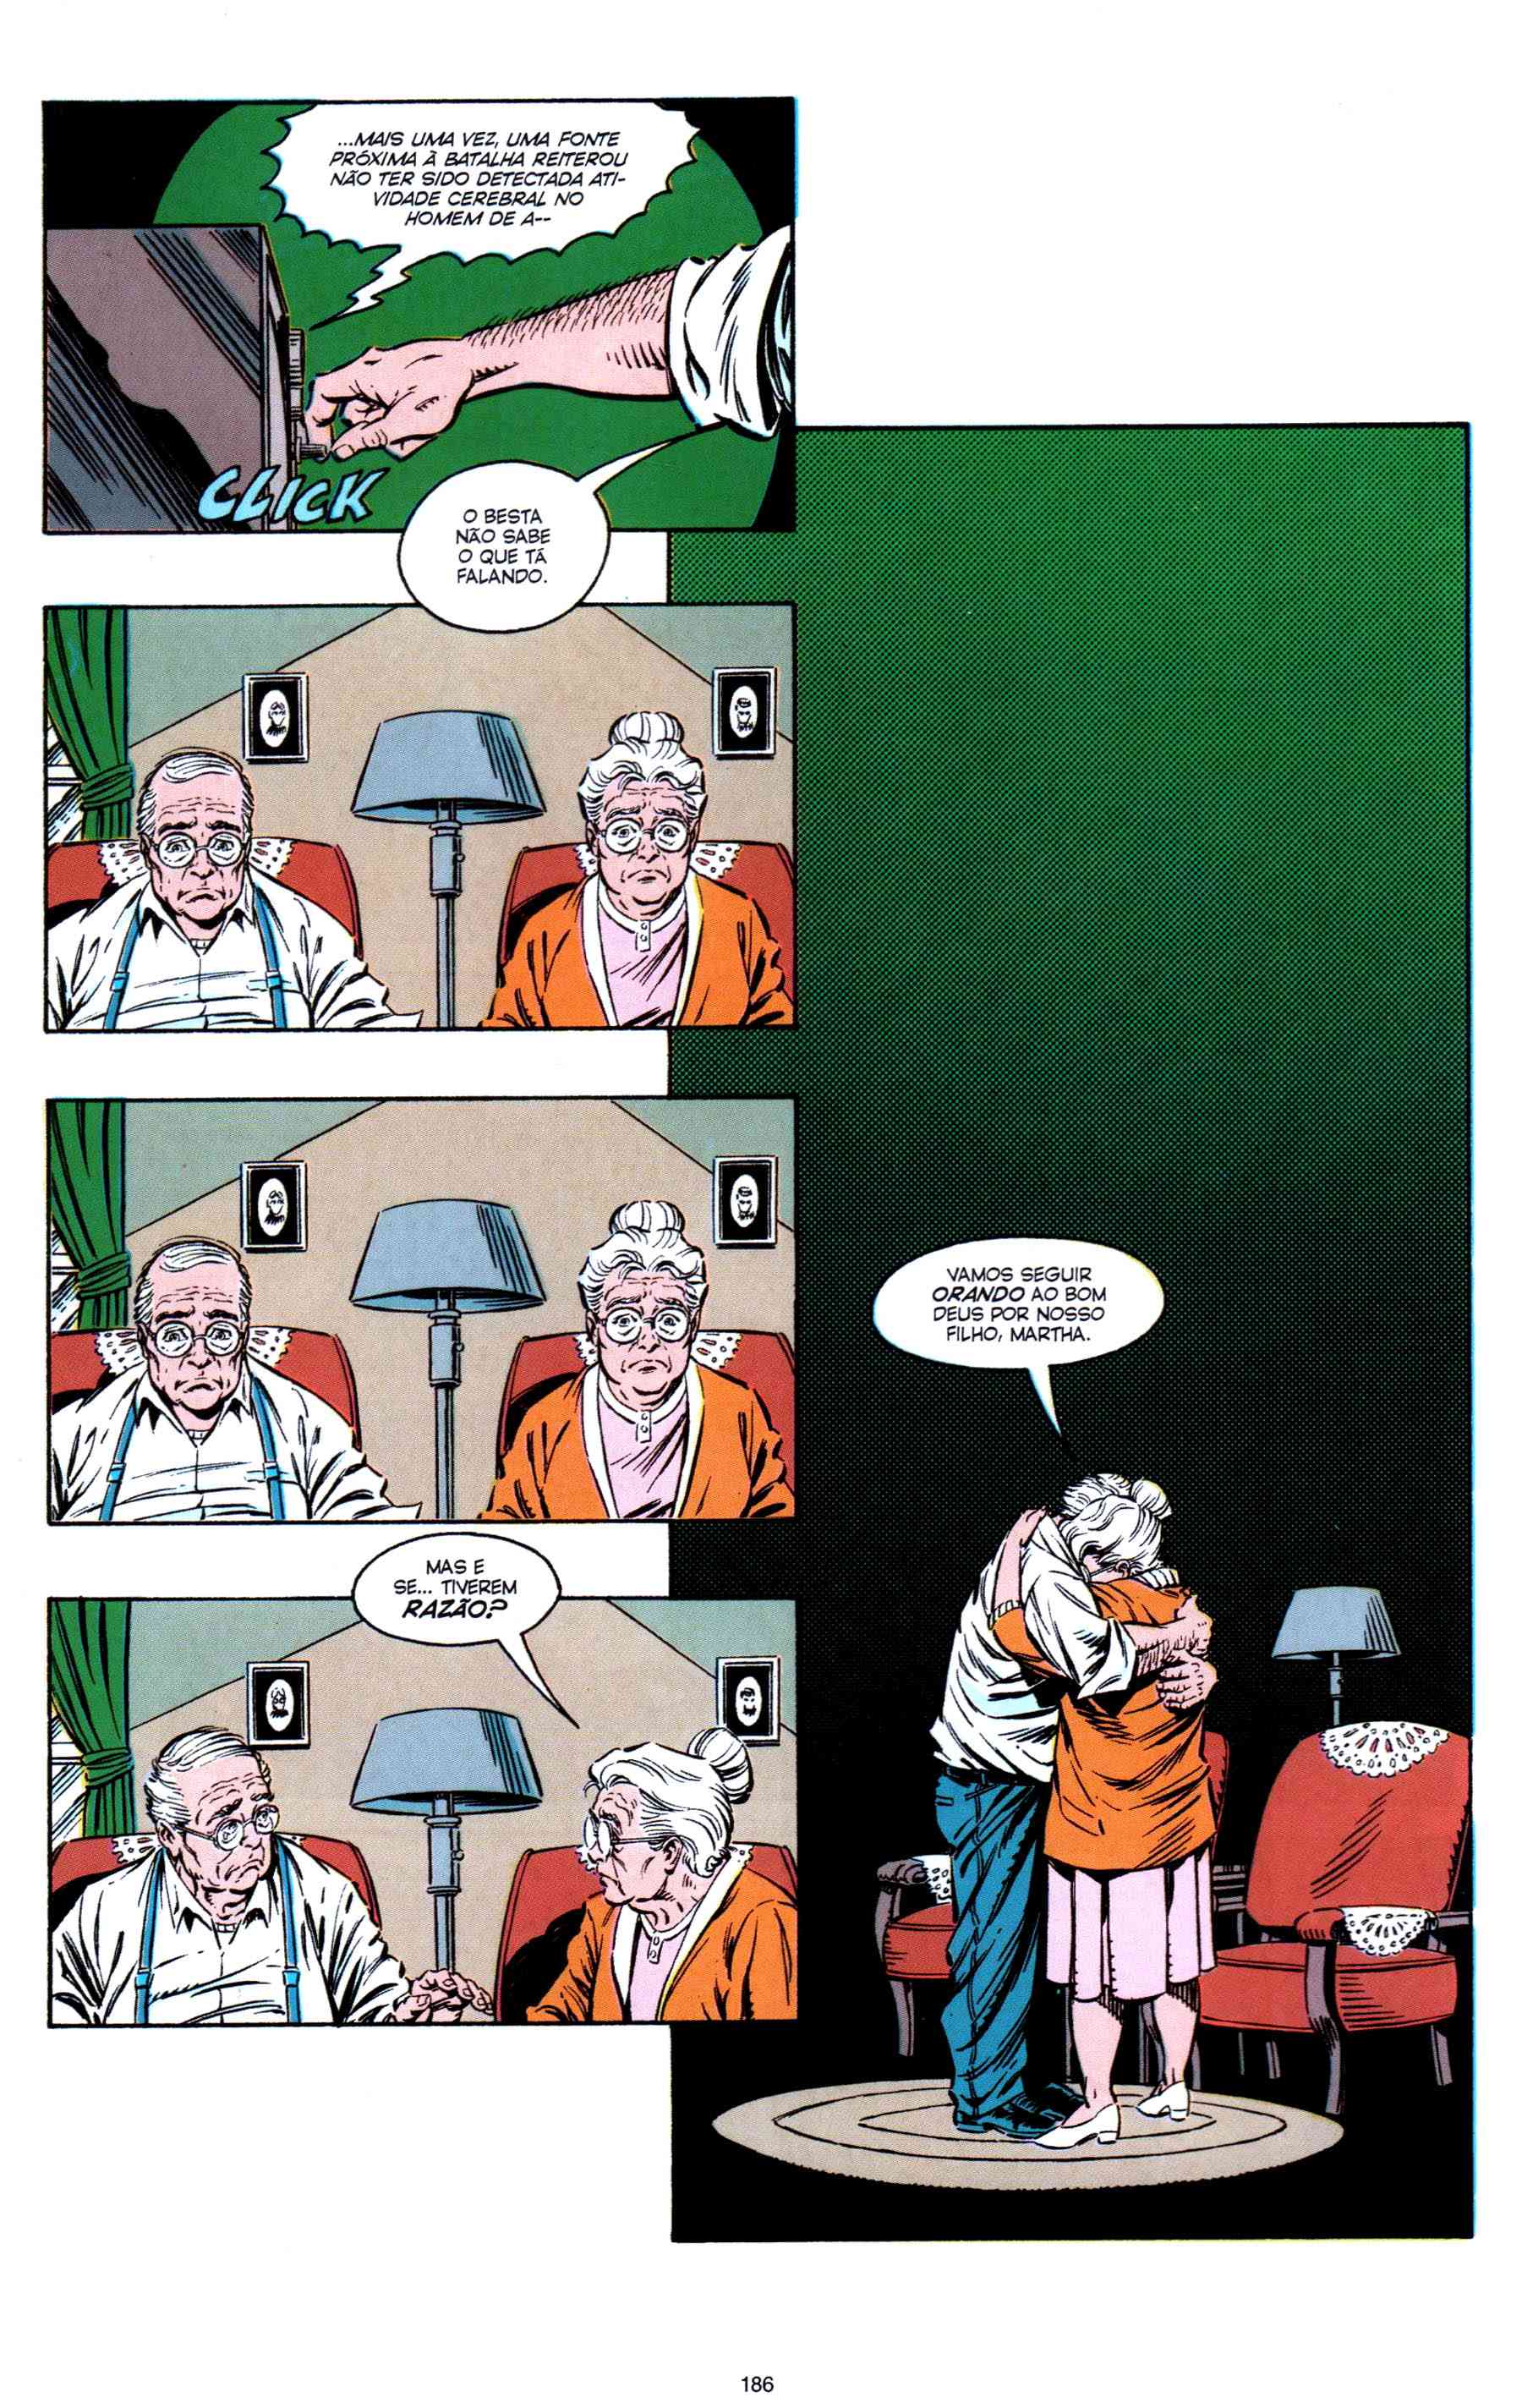 ...MAIS UMA VEZ, UMA FONTE
PRÓXIMA À BATALHA REITEROU
NÃO TER SIDO DETECTADA ATI-
VIDADE CEREBRAL NO
HOMEM DE A--
CLICK
O BESTA
NÃO SABE
O QUE TÁ
FALANDO.
MAS E
SE... TIVEREM
RAZÃO?
VAMOS SEGUIR
ORANDO AO BOM
DEUS POR NOSSO
FILHO, MARTHA.
186